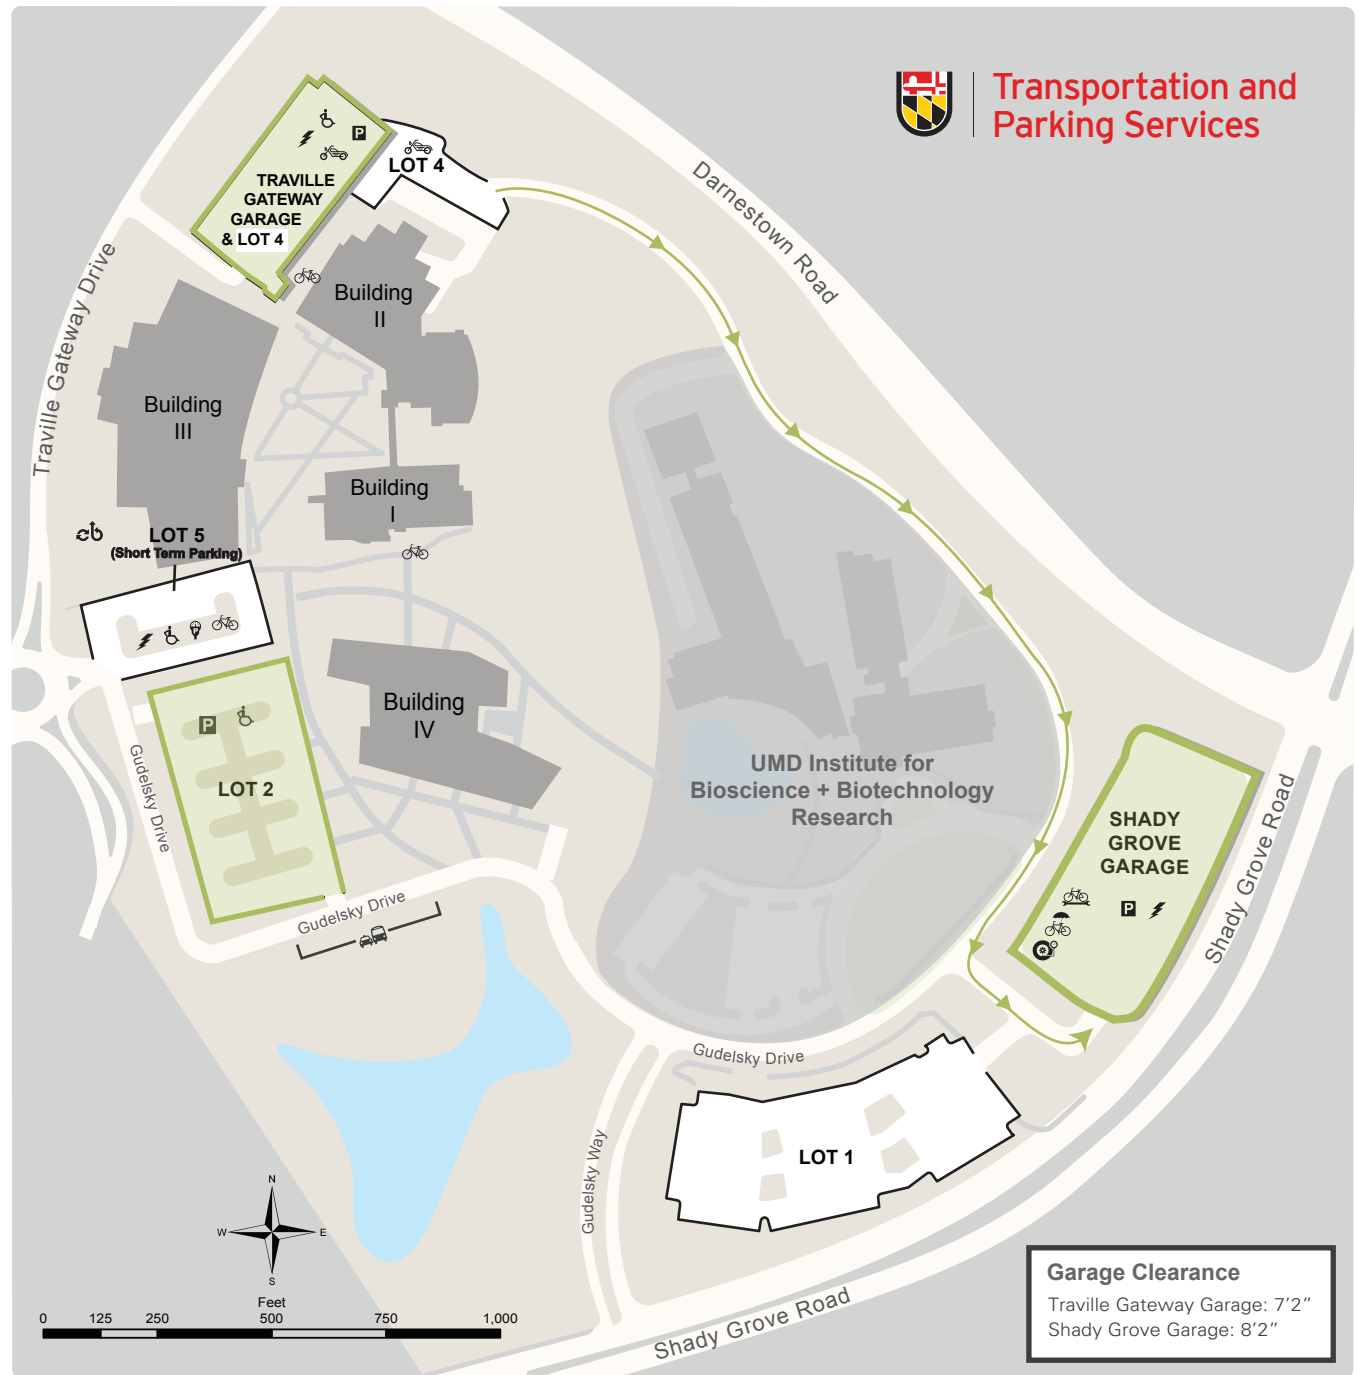 Transportation and
Parking Services
Darnestown Road
LOT 4
TRAVILLE
GATEWAY
GARAGE
& LOT 4
P
Traville Gateway Drive
Building
II
Building
III
Building
I
LOT 5
(Short Term Parking)
Building
IV
P
LOT 2
Gudelsky Drive
Gudelsky Drive
UMD Institute for
Bioscience + Biotechnology
Research
SHADY
GROVE
GARAGE
P
Shady Grove Road
Gudelsky Drive
Gudelsky Way
LOT 1
Shady Grove Road
N
W E
S
Feet
0 125 250 500 750 1,000
Garage Clearance
Traville Gateway Garage: 7’2”
Shady Grove Garage: 8’2”